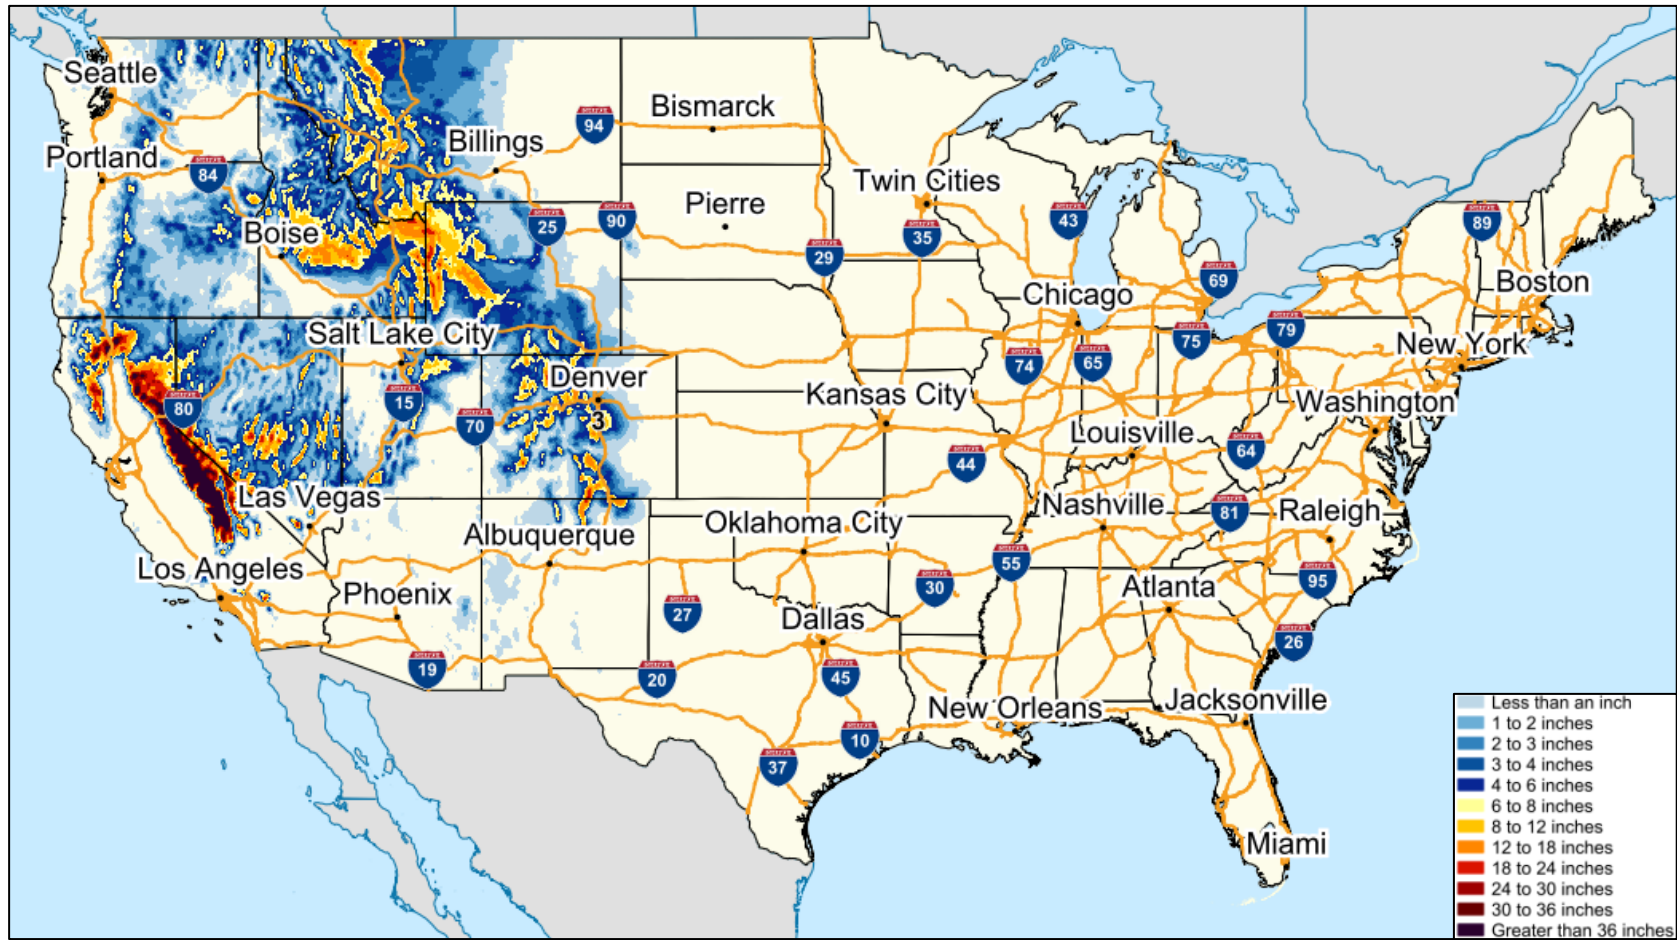 Seattle
Portland
84
Boise
Billings
94
Bismarck
Pierre
25
90
29
Twin Cities
35
43
69
Chicago
89
Boston
79
New York
75
74
65
Salt Lake City
15
80
70
Denver
3
Kansas City
Washington
Louisville
64
44
Las Vegas
Albuquerque
Oklahoma City
Nashville
81
Raleigh
55
95
Los Angeles
Phoenix
27
30
Atlanta
Dallas
26
19
20
45
New Orleans
Jacksonville
10
37
Miami
Less than an inch
1 to 2 inches
2 to 3 inches
3 to 4 inches
4 to 6 inches
6 to 8 inches
8 to 12 inches
12 to 18 inches
18 to 24 inches
24 to 30 inches
30 to 36 inches
Greater than 36 inches